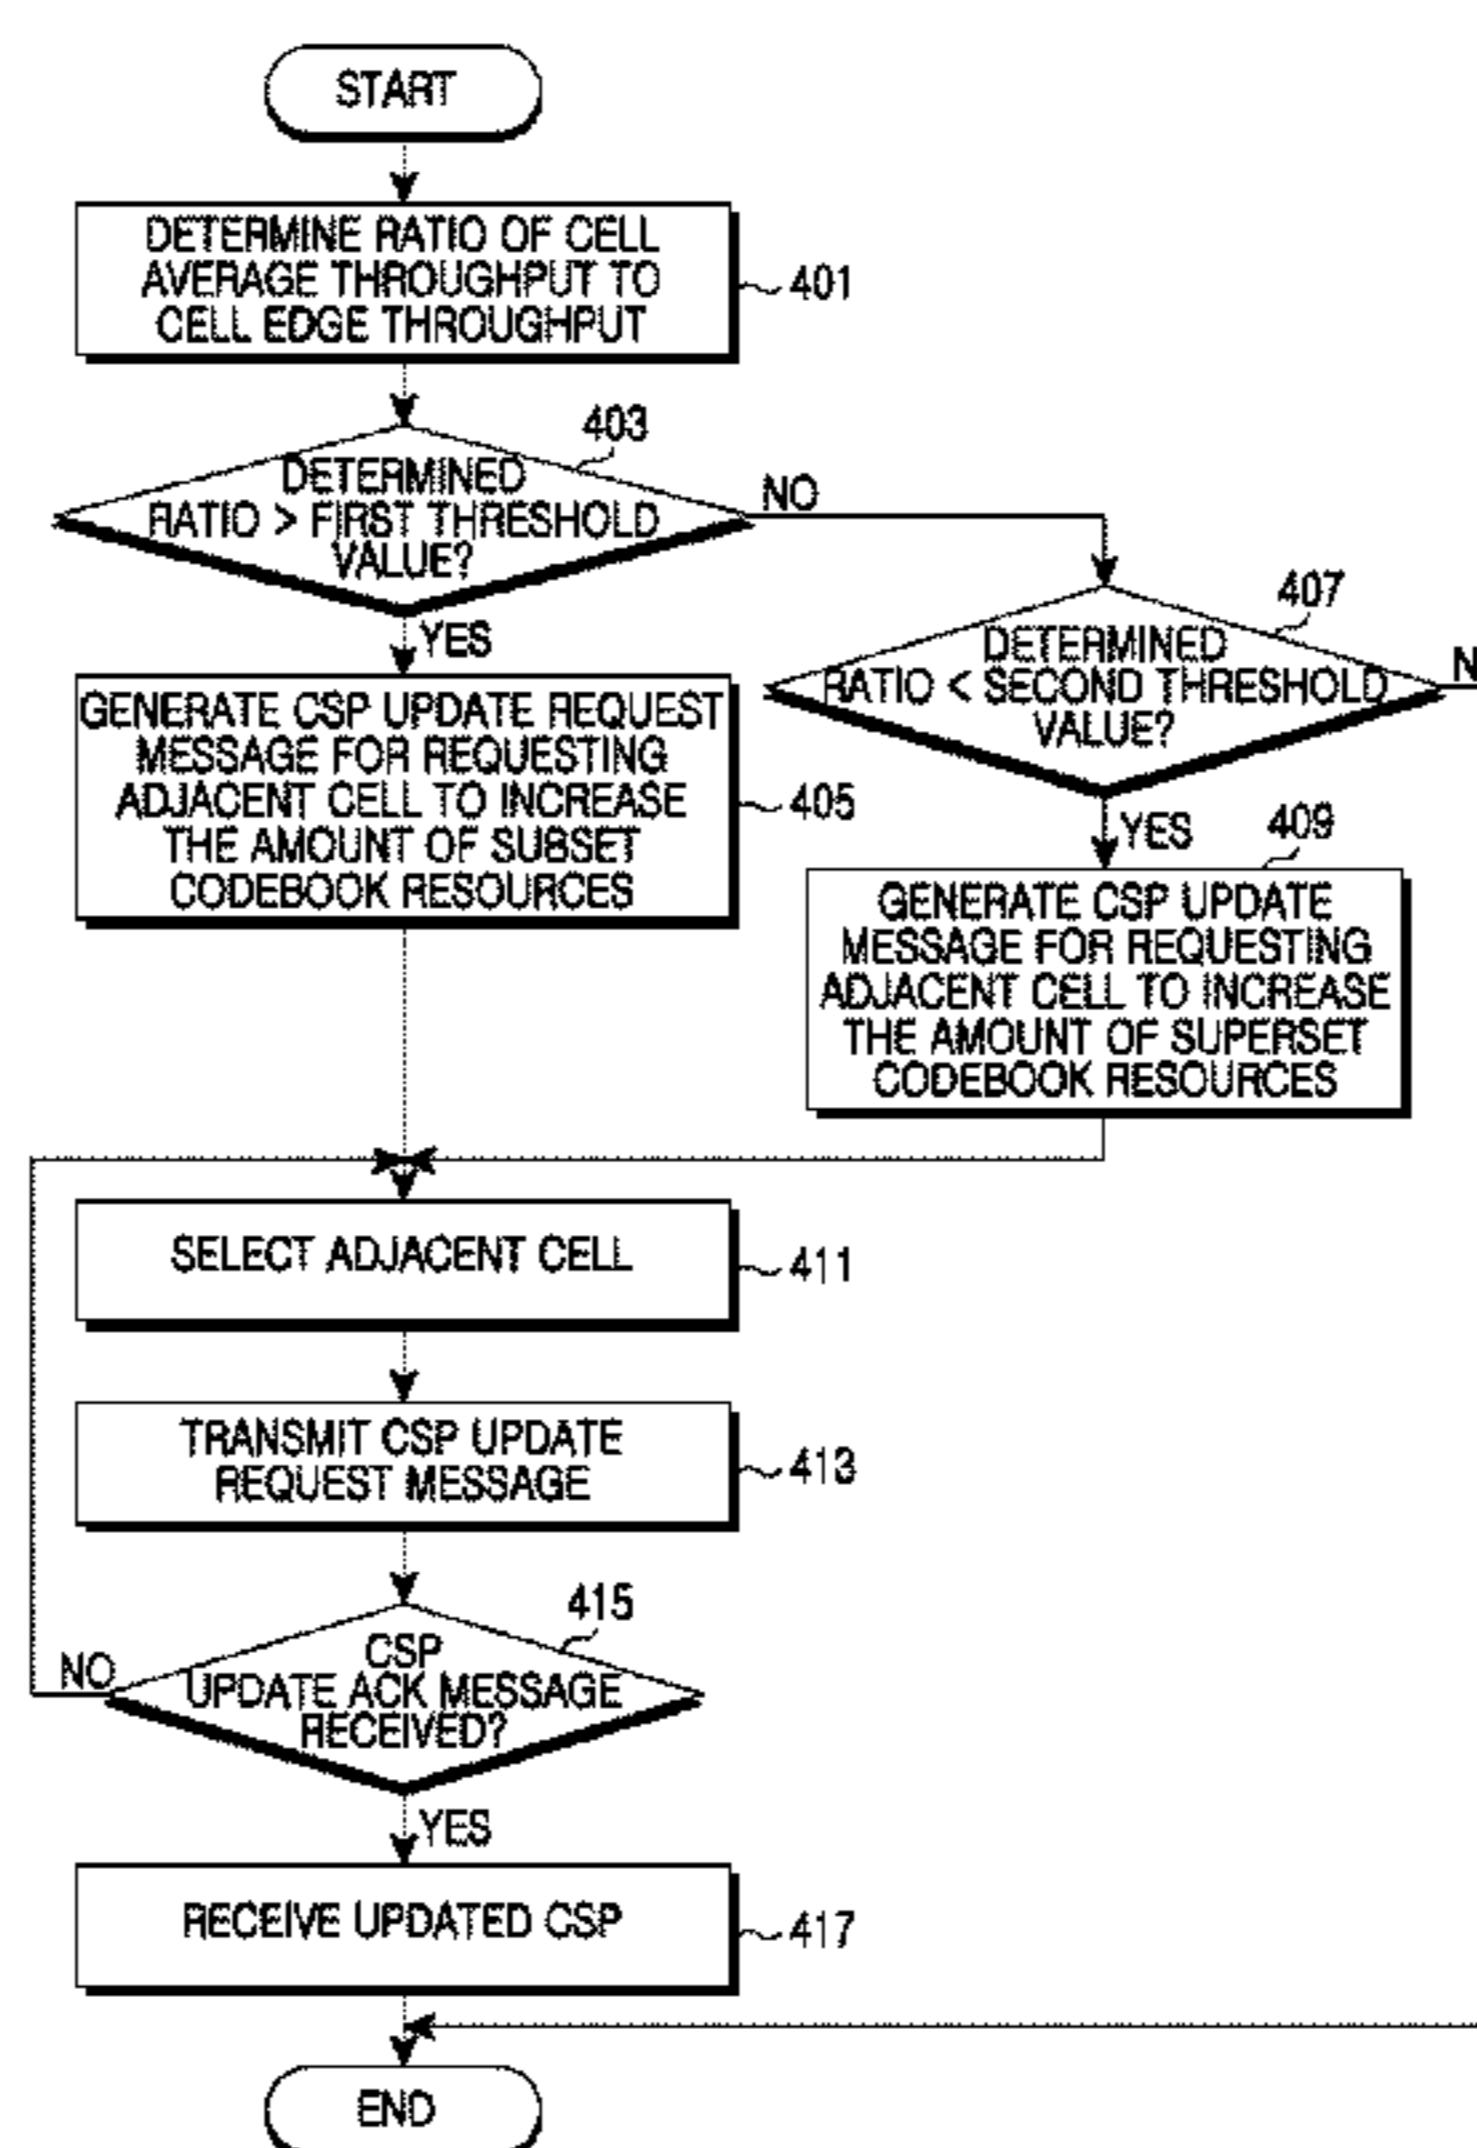 START
DETERMINE RATIO OF CELL
AVERAGE THROUGHPUT TO
CELL EDGE THROUGHPUT
401
403
DETERMINED
RATIO > FIRST THRESHOLD
VALUE?
NO
YES
407
DETERMINED
RATIO < SECOND THRESHOLD
VALUE?
N
YES
GENERATE CSP UPDATE REQUEST
MESSAGE FOR REQUESTING
ADJACENT CELL TO INCREASE
THE AMOUNT OF SUBSET
CODEBOOK RESOURCES
405
409
GENERATE CSP UPDATE
MESSAGE FOR REQUESTING
ADJACENT CELL TO INCREASE
THE AMOUNT OF SUPERSET
CODEBOOK RESOURCES
SELECT ADJACENT CELL
411
TRANSMIT CSP UPDATE
REQUEST MESSAGE
413
415
CSP
UPDATE ACK MESSAGE
RECEIVED?
NO
YES
RECEIVE UPDATED CSP
417
END